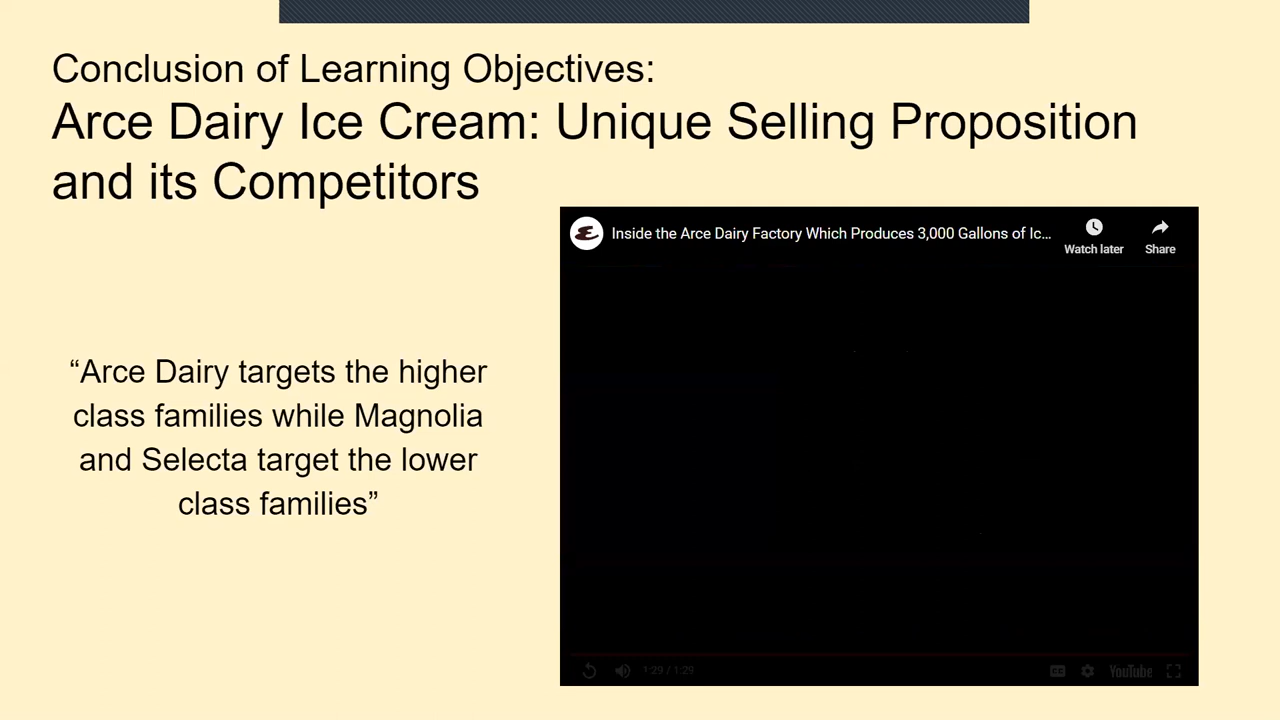 Conclusion of Learning Objectives:
Arce Dairy Ice Cream: Unique Selling Proposition
and its Competitors
Inside the Arce Dairy Factory Which Produces 3,000 Gallons of Ic...
Watch later
Share
“Arce Dairy targets the higher
class families while Magnolia
and Selecta target the lower
class families”
1:29 / 1:29
CC
YouTube